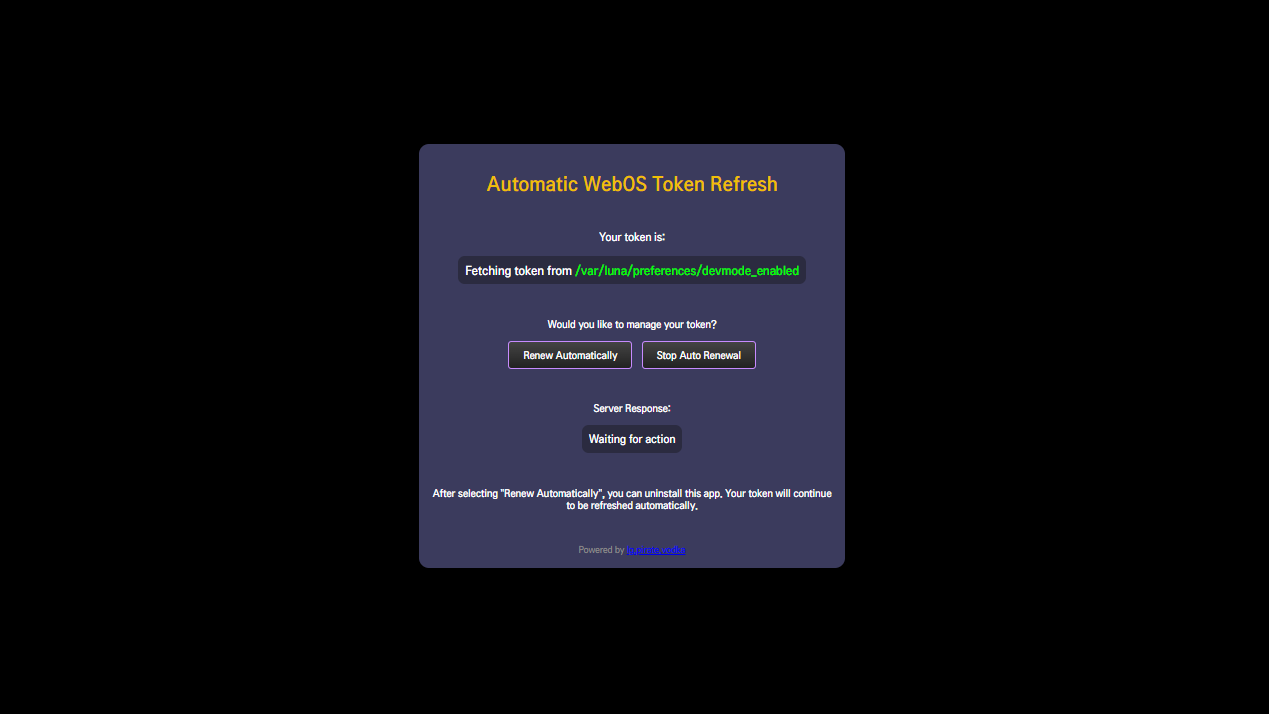 Automatic WebOS Token Refresh
Your token is:
Fetching token from /var/luna/preferences/devmode_enabled
Would you like to manage your token?
Renew Automatically
Stop Auto Renewal
Server Response:
Waiting for action
After selecting "Renew Automatically", you can uninstall this app. Your token will continue
to be refreshed automatically.
Powered by